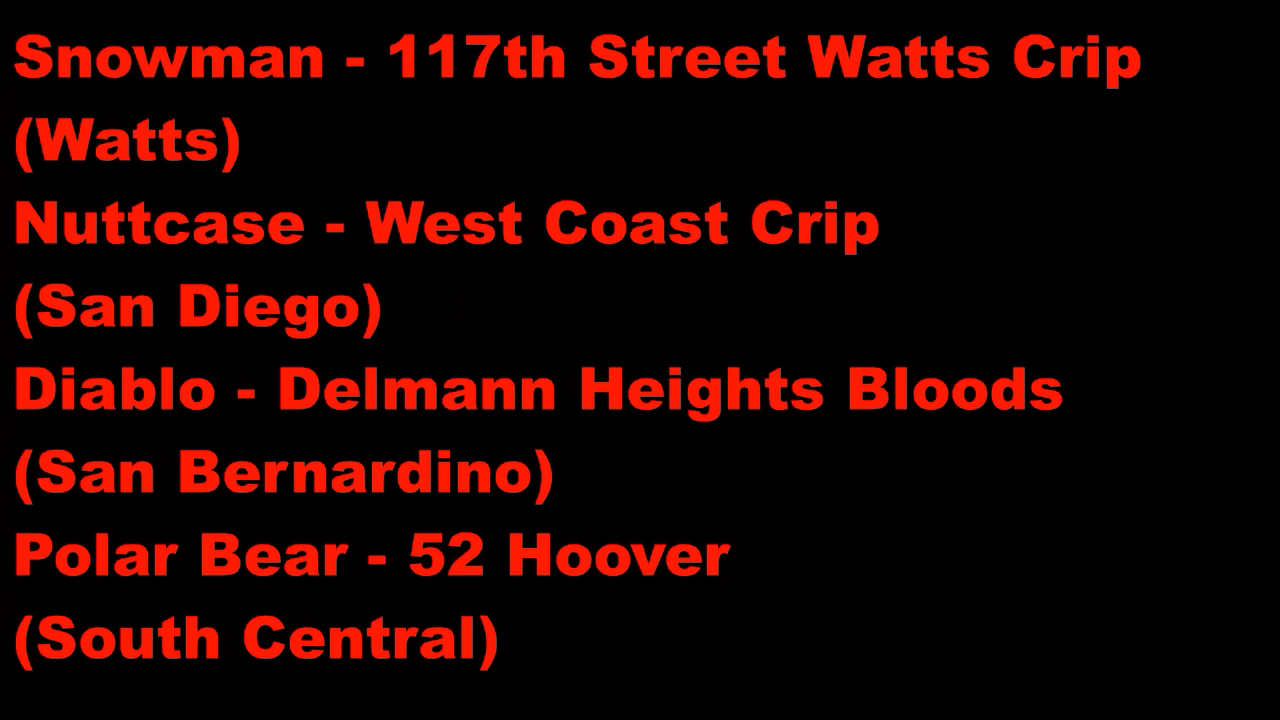 Snowman - 117th Street Watts Crip
(Watts)
Nuttcase - West Coast Crip
(San Diego)
Diablo - Delmann Heights Bloods
(San Bernardino)
Polar Bear - 52 Hoover
(South Central)